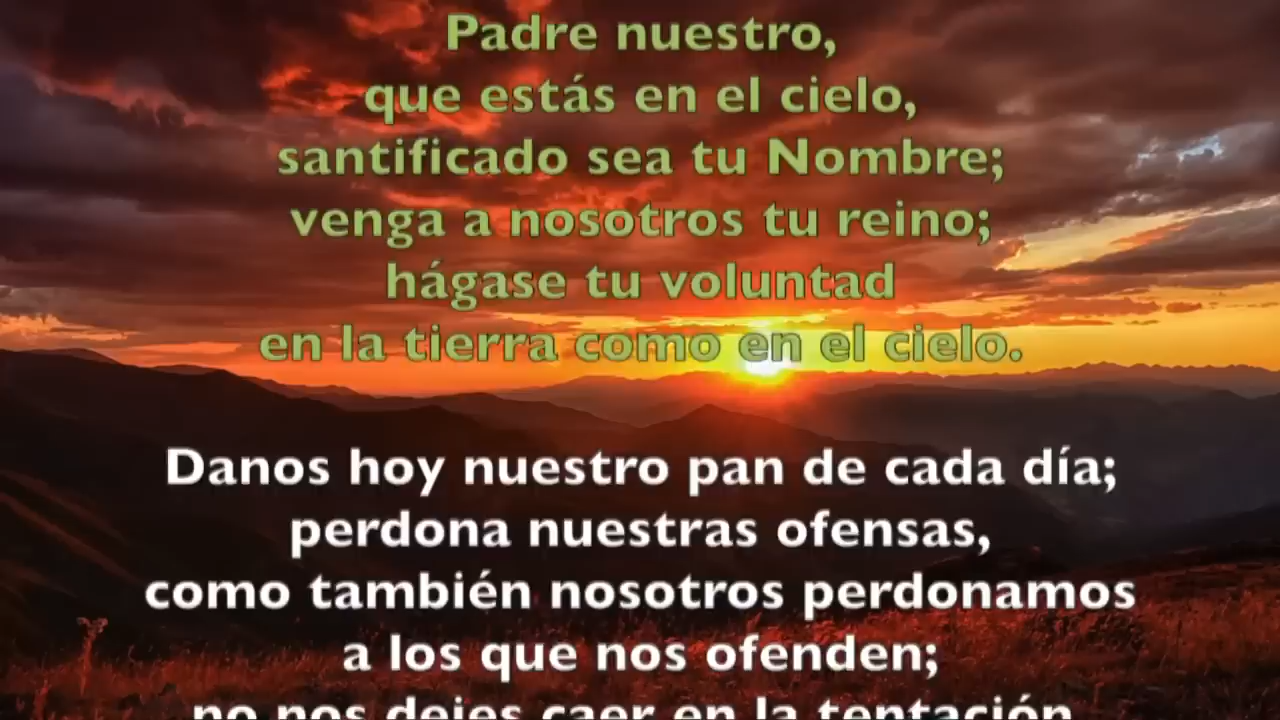 Padre nuestro,
que estás en el cielo,
santificado sea tu Nombre;
venga a nosotros tu reino;
hágase tu voluntad
en la tierra como en el cielo.
Danos hoy nuestro pan de cada día;
perdona nuestras ofensas,
como también nosotros perdonamos
a los que nos ofenden;
no nos dejes caer en la tentación